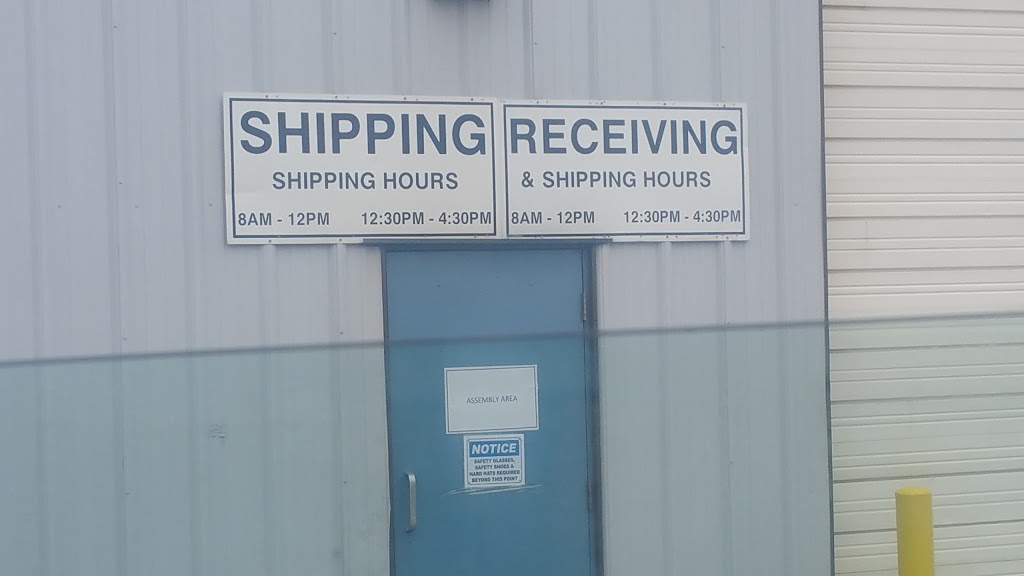 SHIPPING
SHIPPING HOURS
8AM - 12PM 12:30PM - 4:30PM
RECEIVING
& SHIPPING HOURS
8AM - 12PM 12:30PM - 4:30PM
ASSEMBLY AREA
NOTICE
SAFETY GLASSES,
SAFETY SHOES &
HARD HATS REQUIRED
BEYOND THIS POINT